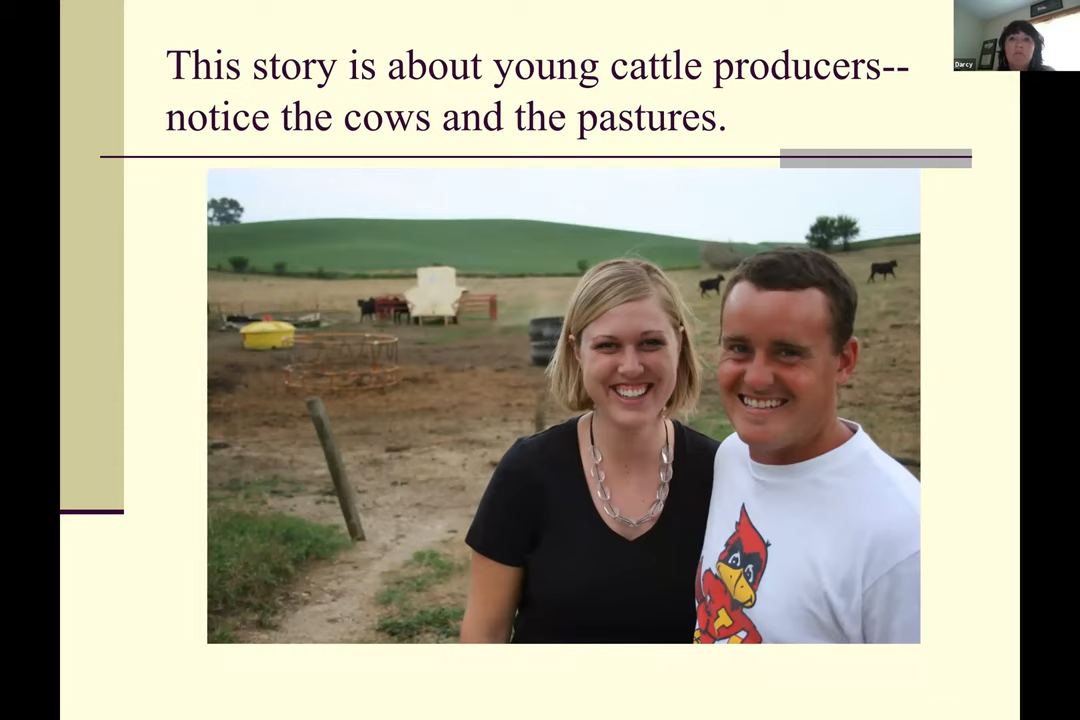 This story is about young cattle producers--
notice the cows and the pastures.
Darcy
I